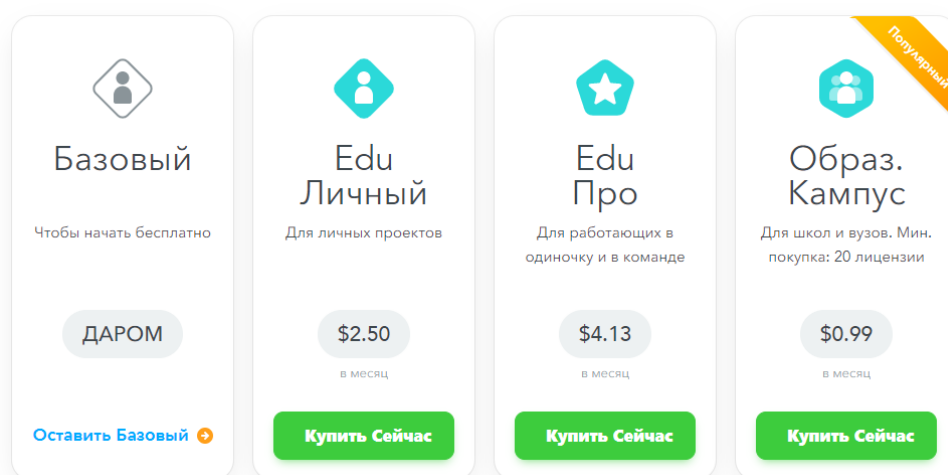 Базовый
Чтобы начать бесплатно
ДАРОМ
Оставить Базовый
Edu
Личный
Для личных проектов
$2.50
в месяц
Купить Сейчас
Edu
Про
Для работающих в
одиночку и в команде
$4.13
в месяц
Купить Сейчас
Популярный
Образ.
Кампус
Для школ и вузов. Мин.
покупка: 20 лицензии
$0.99
в месяц
Купить Сейчас